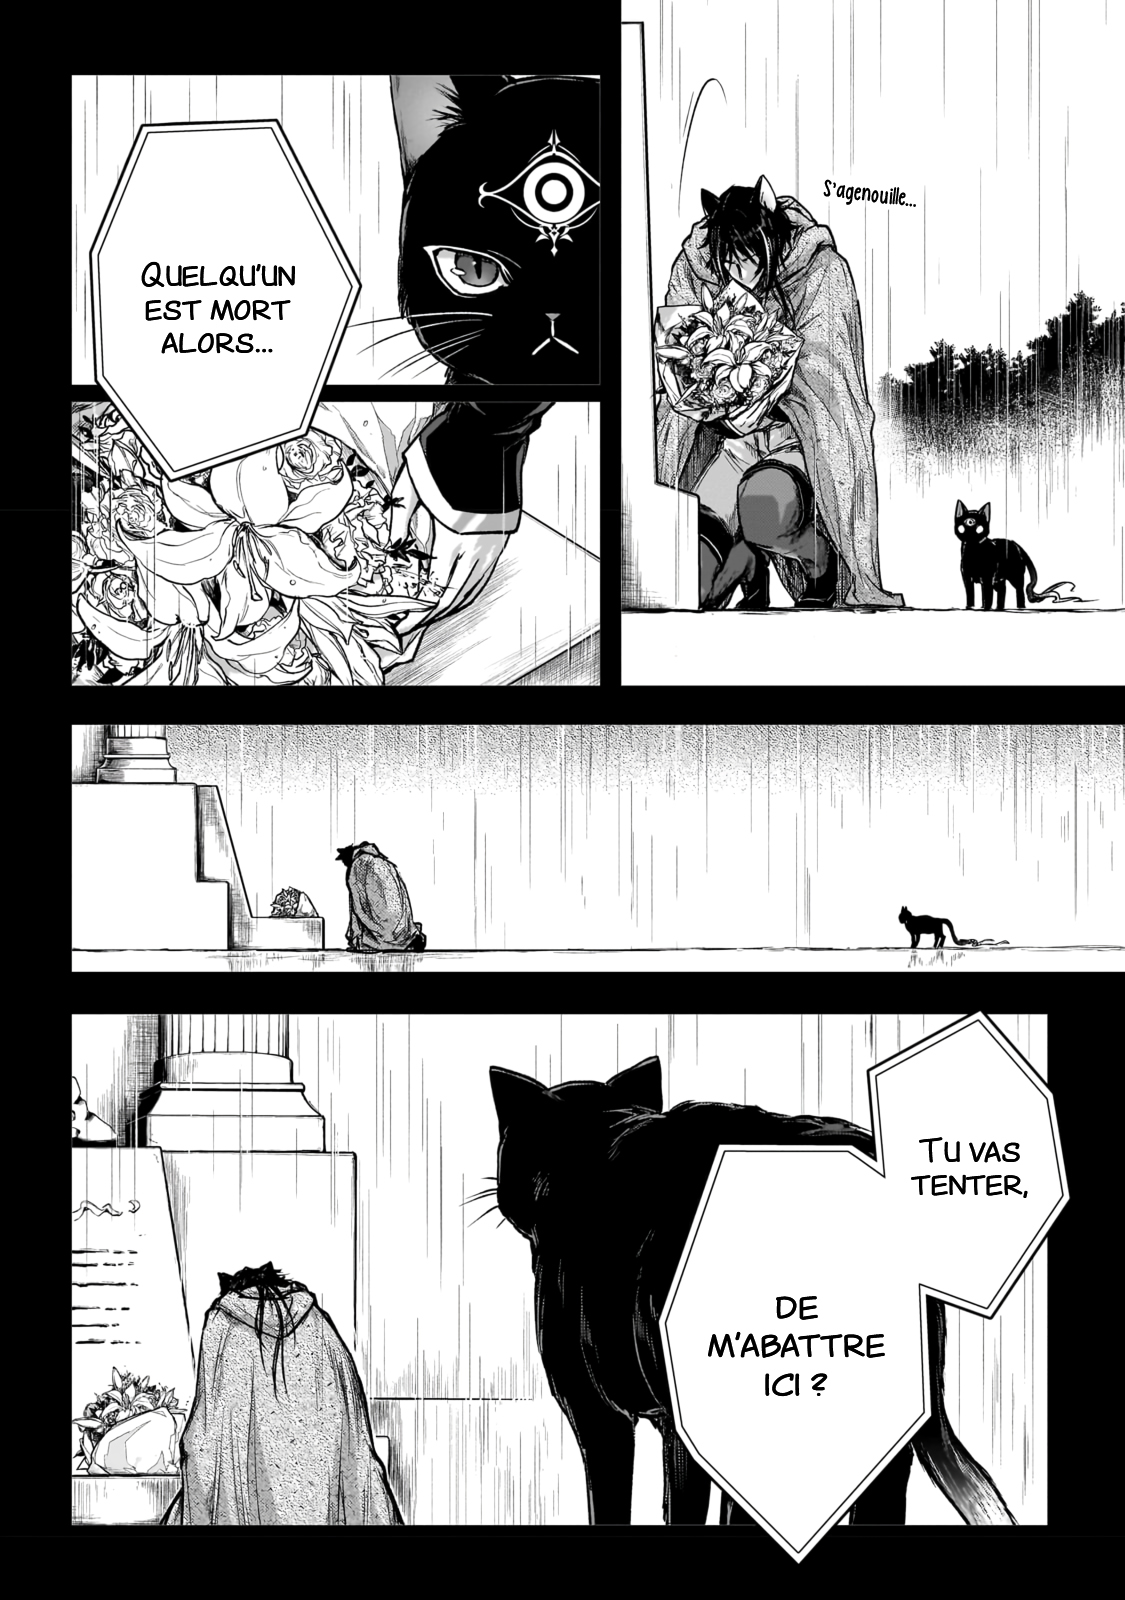 S'agenouille...
QUELQU'UN
EST MORT
ALORS...
TU VAS
TENTER,
DE
M'ABATTRE
ICI ?